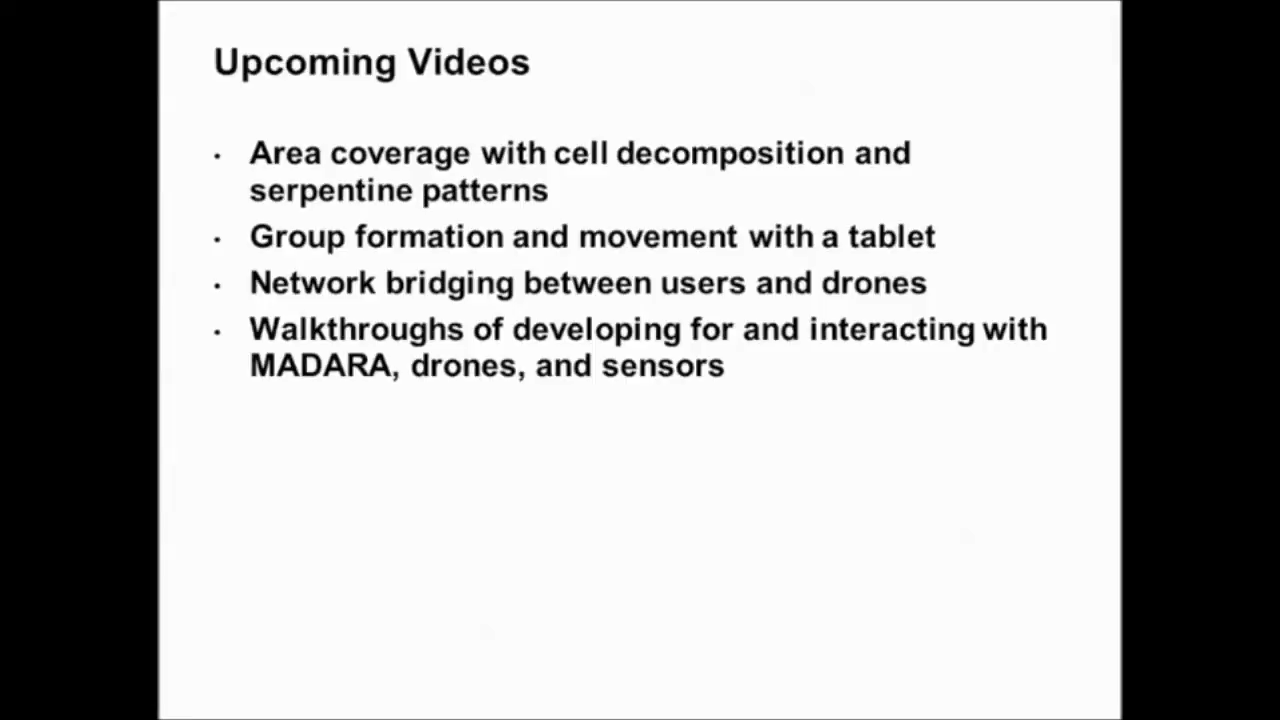 Upcoming Videos
• Area coverage with cell decomposition and
serpentine patterns
• Group formation and movement with a tablet
• Network bridging between users and drones
• Walkthroughs of developing for and interacting with
MADARA, drones, and sensors